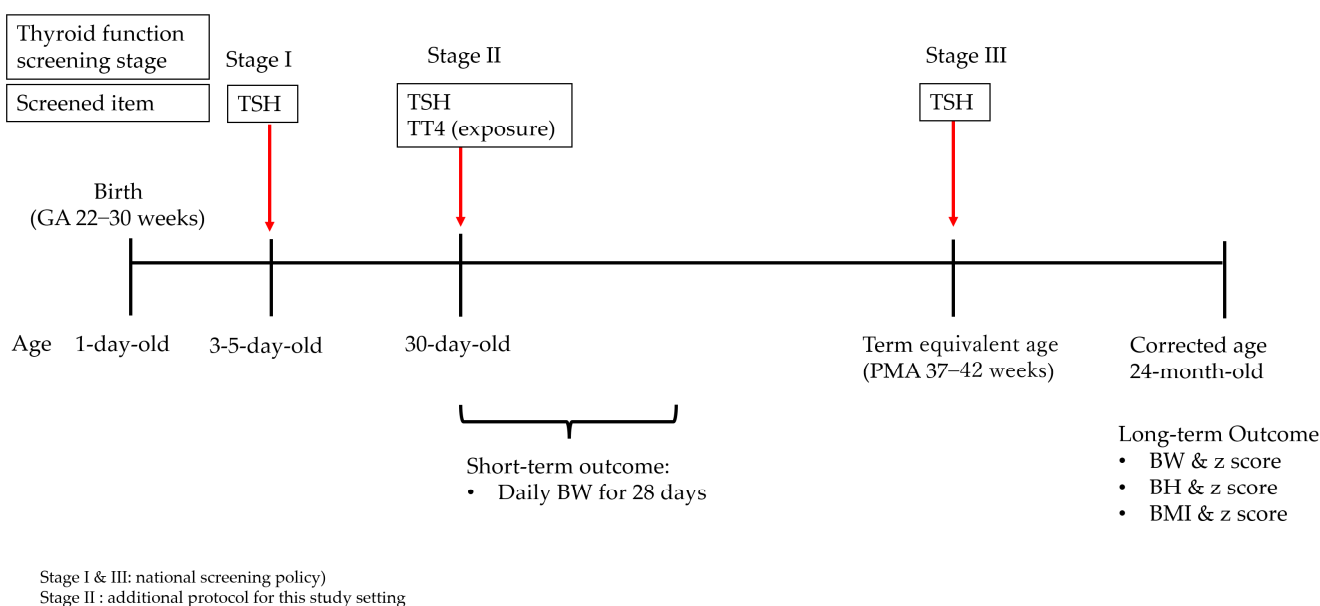 Thyroid function
screening stage
Stage I
Stage II
Stage III
Screened item
TSH
TSH
TT4 (exposure)
TSH
Birth
(GA 22–30 weeks)
Age
1-day-old
3-5-day-old
30-day-old
Term equivalent age
(PMA 37–42 weeks)
Corrected age
24-month-old
Short-term outcome:
• Daily BW for 28 days
Long-term Outcome
• BW & z score
• BH & z score
• BMI & z score
Stage I & III: national screening policy)
Stage II : additional protocol for this study setting